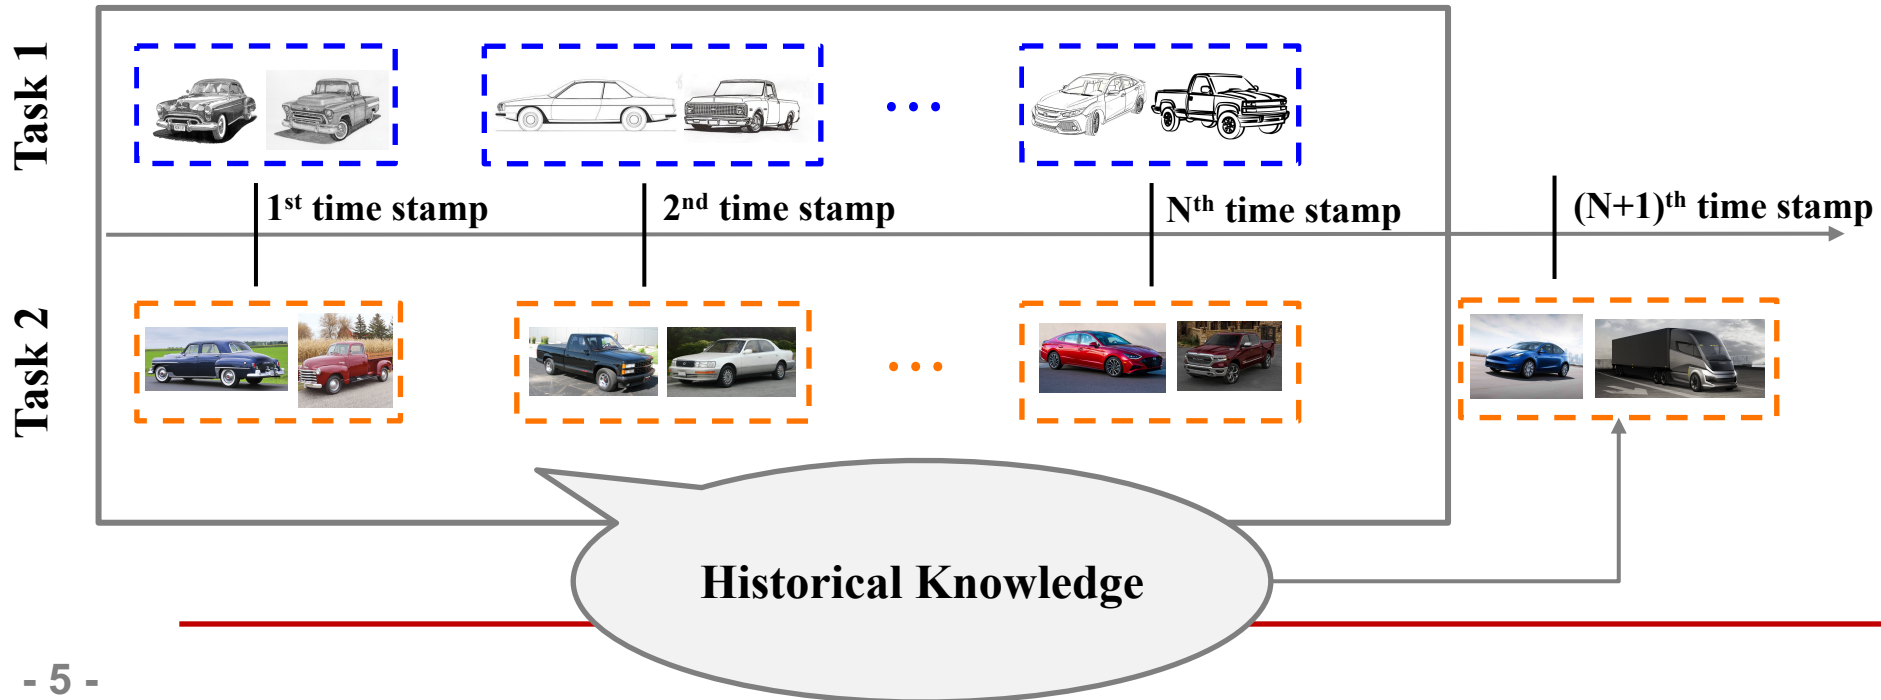 Task 1
1st time stamp
2nd time stamp
Nth time stamp
(N+1)th time stamp
Task 2
Historical Knowledge
- 5 -